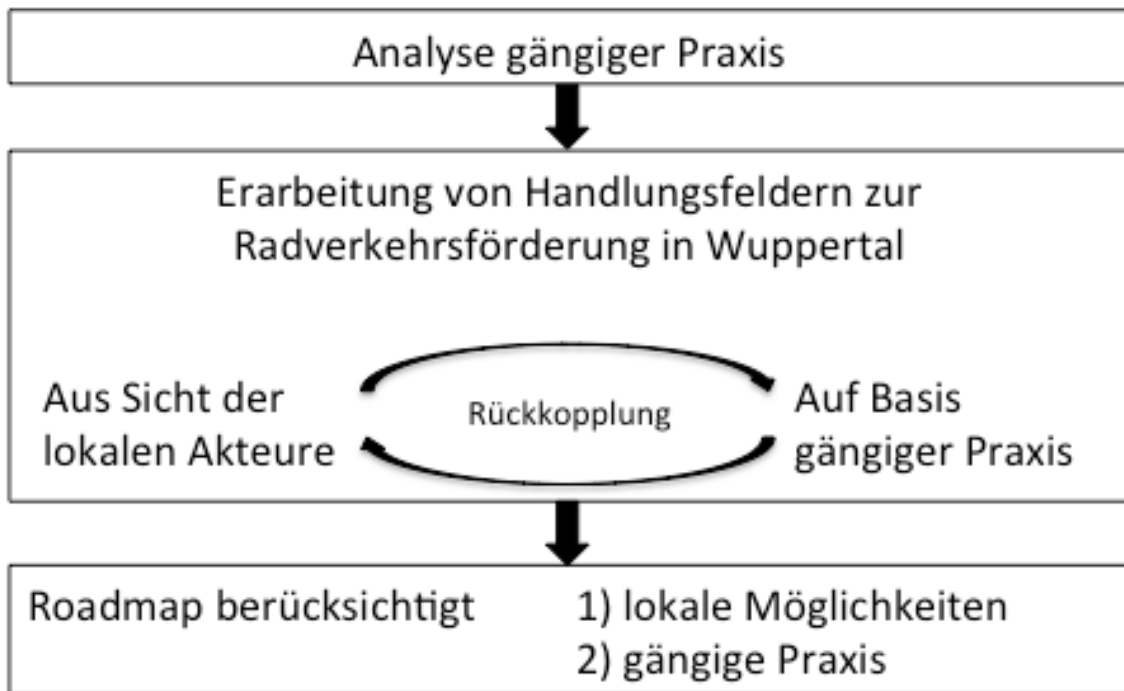 Analyse gängiger Praxis
Erarbeitung von Handlungsfeldern zur
Radverkehrsförderung in Wuppertal
Aus Sicht der
lokalen Akteure
Rückkopplung
Auf Basis
gängiger Praxis
Roadmap berücksichtigt 1) lokale Möglichkeiten
2) gängige Praxis